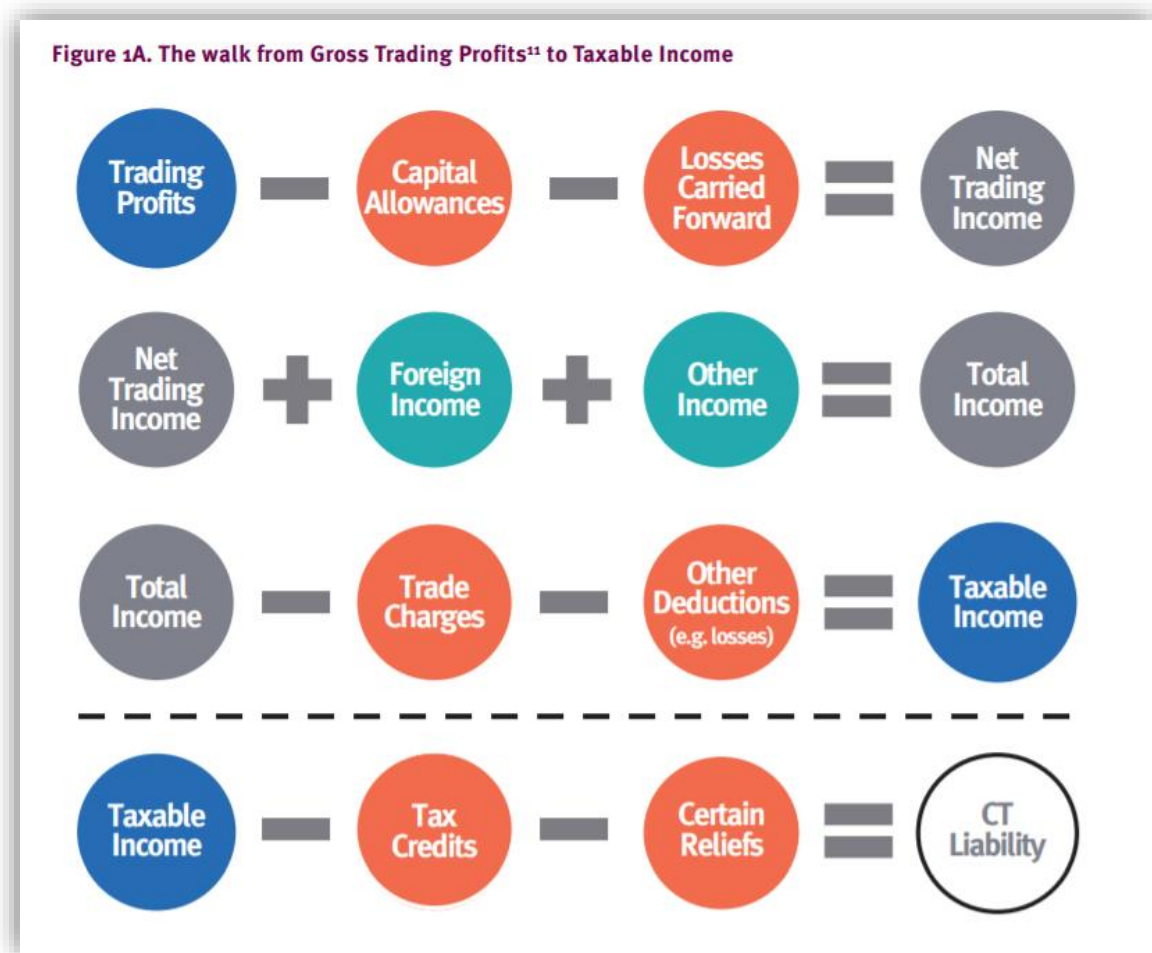 Figure 1A. The walk from Gross Trading Profits¹¹ to Taxable Income
Trading
Profits
Capital
Allowances
Losses
Carried
Forward
Net
Trading
Income
Net
Trading
Income
Foreign
Income
Other
Income
Total
Income
Total
Income
Trade
Charges
Other
Deductions
(e.g. losses)
Taxable
Income
Taxable
Income
Tax
Credits
Certain
Reliefs
CT
Liability